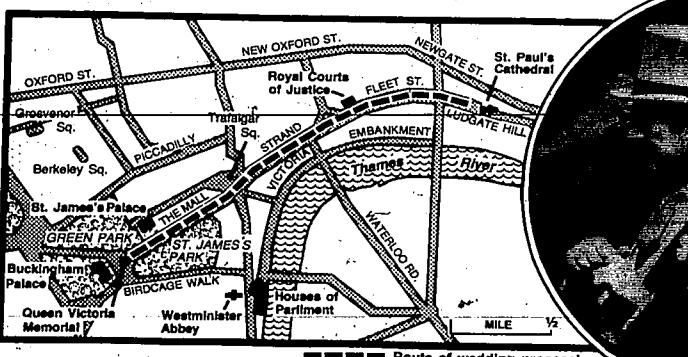 OXFORD ST.
NEW OXFORD ST.
NEWGATE ST.
St. Paul's
Cathedral
Royal Courts
of Justice
FLEET ST.
LUDGATE HILL
Grosvenor
Sq.
Trafalgar
Sq.
STRAND
VICTORIA
EMBANKMENT
PICCADILLY
Berkeley Sq.
Thames River
St. James's Palace
THE MALL
WATERLOO RD
GREEN PARK
ST. JAMES'S
PARK
Buckingham
Palace
BIRDCAGE WALK
Queen Victoria
Memorial
Westminister
Abbey
Houses of
Parliment
MILE ½
Route of wedding